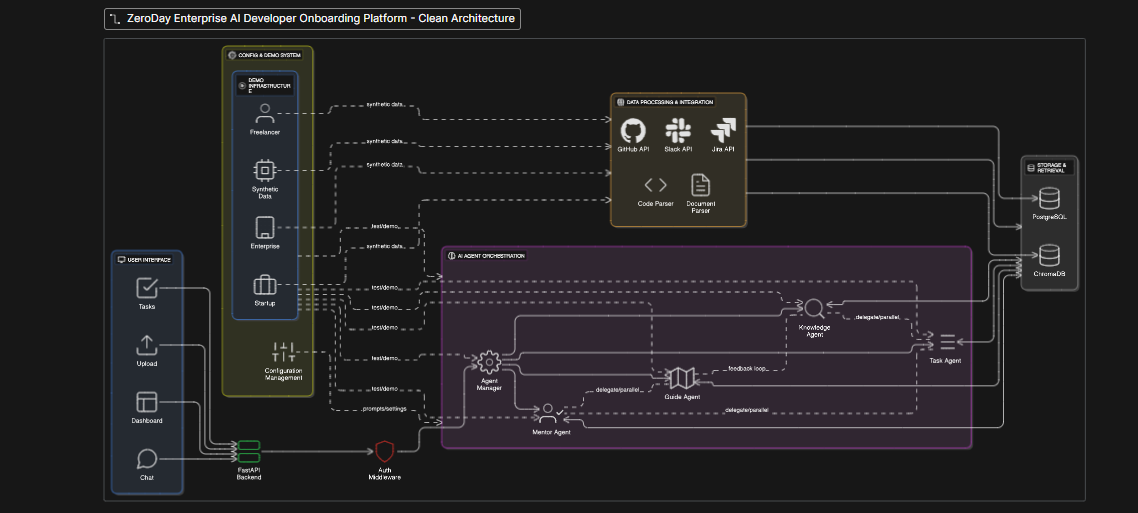 ZeroDay Enterprise AI Developer Onboarding Platform - Clean Architecture
CONFIG & DEMO SYSTEM
DEMO
INFRASTRUCTUR
E
Freelancer
Synthetic
Data
Enterprise
Startup
Configuration
Management
USER INTERFACE
Tasks
Upload
Dashboard
Chat
FastAPI
Backend
Auth
Middleware
synthetic data
synthetic data
synthetic data
test/demo
synthetic data
test/demo
test/demo
test/demo
test/demo
test/demo
prompts/settings
DATA PROCESSING & INTEGRATION
GitHub API
Slack API
Jira API
Code Parser
Document
Parser
AI AGENT ORCHESTRATION
Agent
Manager
Mentor Agent
Guide Agent
Knowledge
Agent
Task Agent
delegate/parallel
feedback loop
delegate/parallel
delegate/parallel
STORAGE &
RETRIEVAL
PostgreSQL
ChromaDB